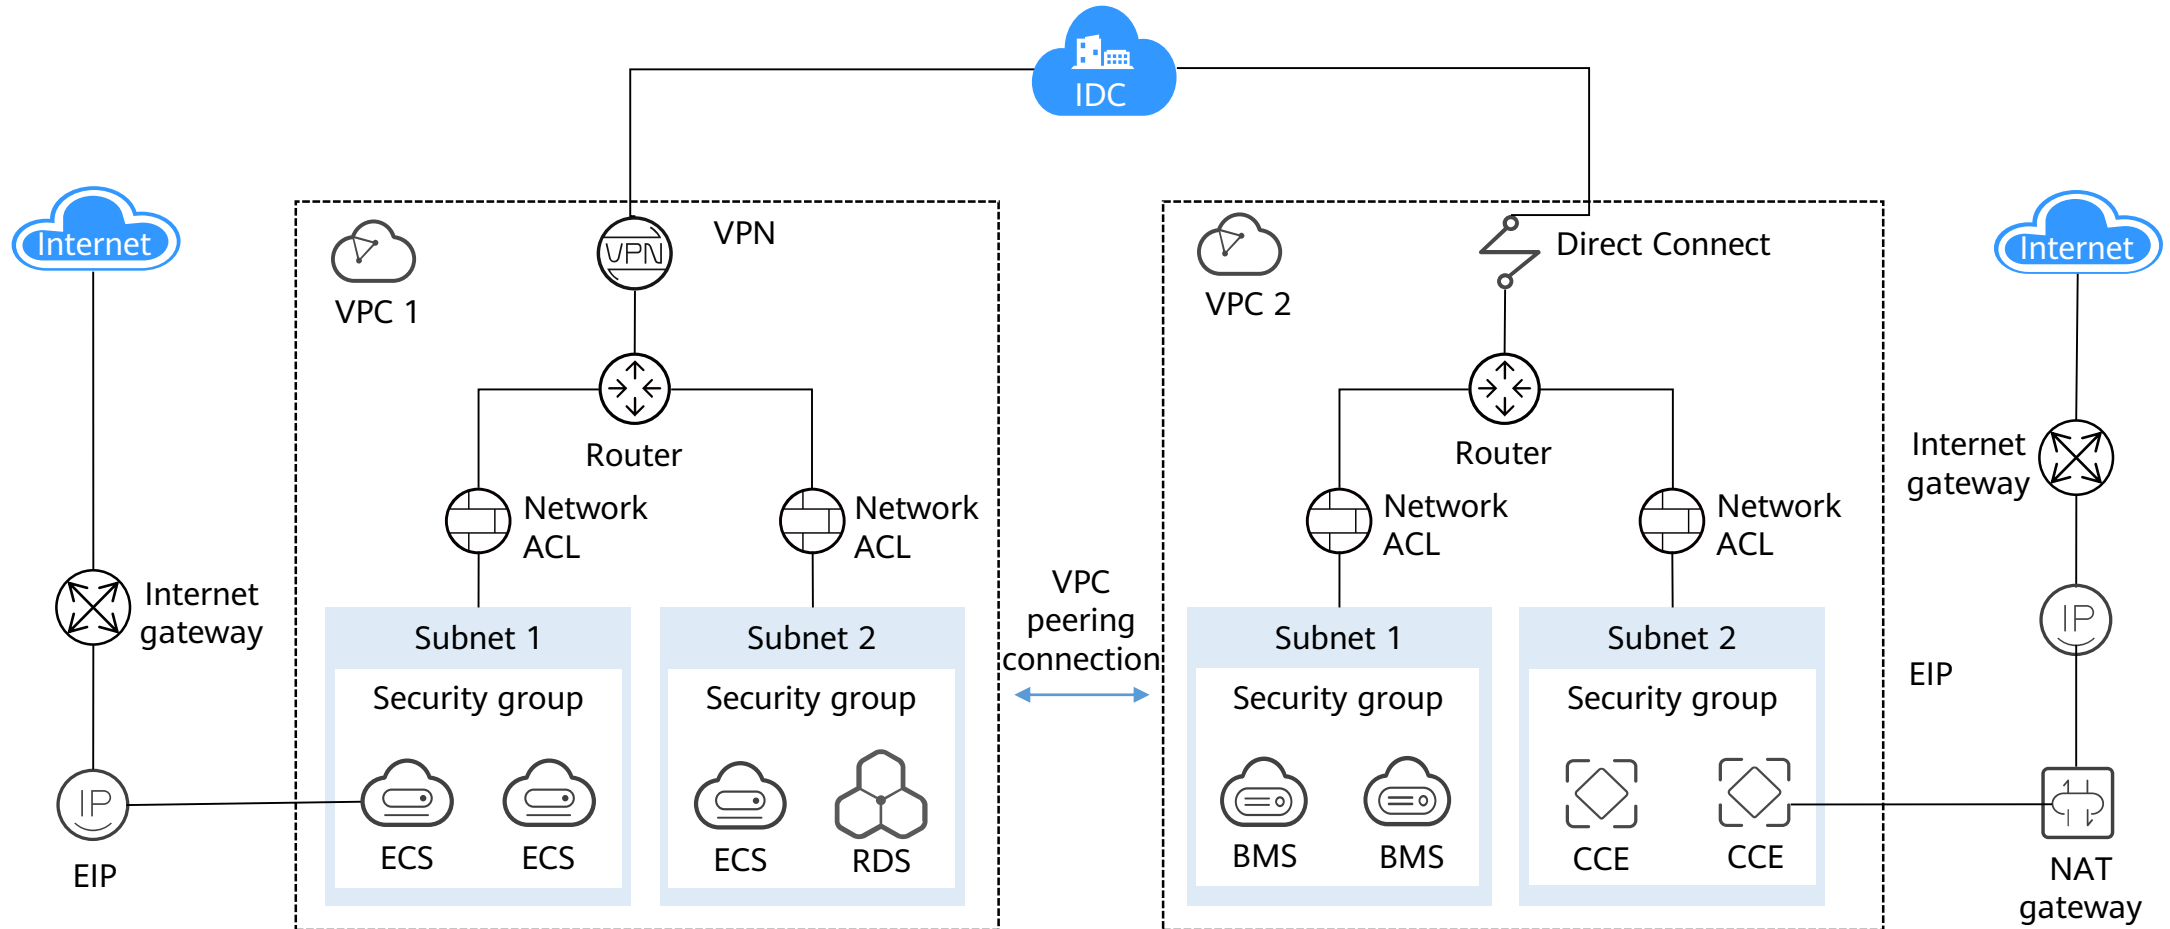 IDC
Internet
VPN
VPN
VPC 1
Router
Network
ACL
Network
ACL
Internet
gateway
Subnet 1
Security group
ECS
ECS
Subnet 2
Security group
ECS
RDS
IP
EIP
VPC
peering
connection
Direct Connect
VPC 2
Router
Network
ACL
Network
ACL
Subnet 1
Security group
BMS
BMS
Subnet 2
Security group
CCE
CCE
Internet
Internet
gateway
IP
EIP
NAT
gateway